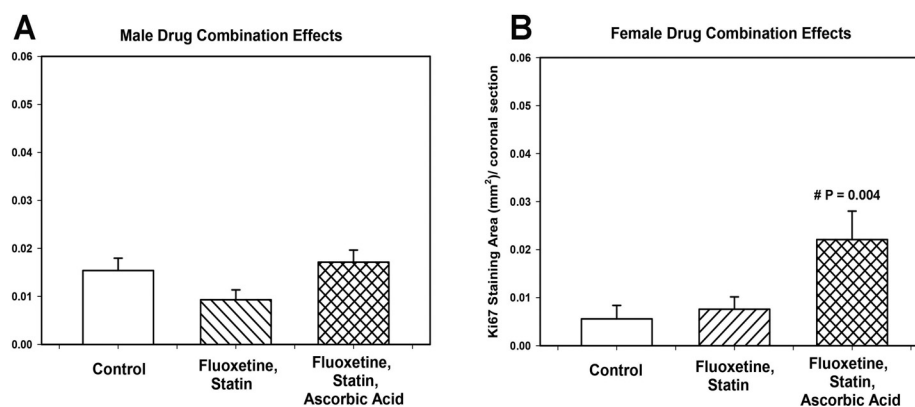 A
Male Drug Combination Effects
0.06
0.05
0.04
0.03
0.02
0.01
0.00
Control
Fluoxetine,
Statin
Fluoxetine,
Statin,
Ascorbic Acid
B
Female Drug Combination Effects
Ki67 Staining Area (mm²)/ coronal section
0.06
0.05
0.04
0.03
0.02
0.01
0.00
# P = 0.004
Control
Fluoxetine,
Statin
Fluoxetine,
Statin,
Ascorbic Acid